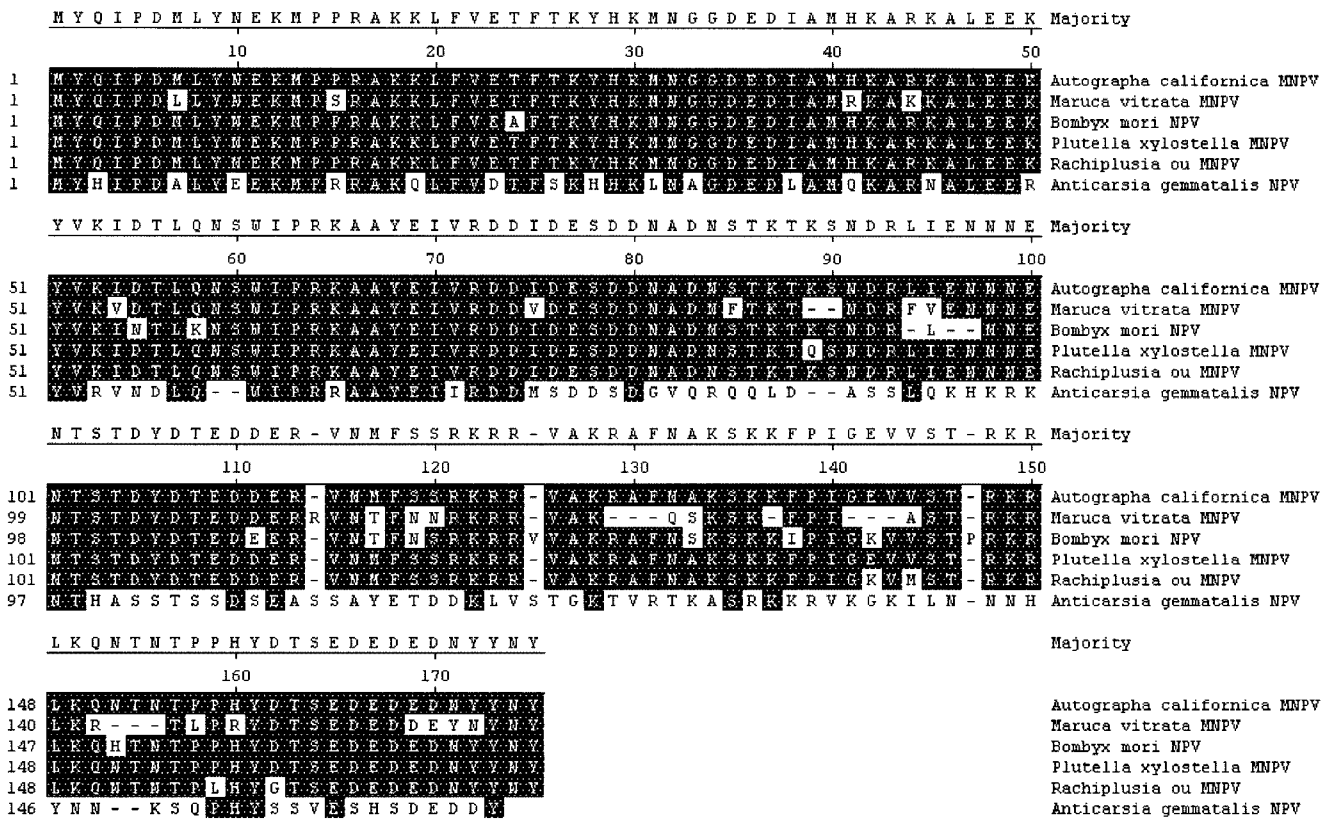 M Y Q I P D M L Y N E K M P P R A K K L F V E T F T K Y H K M N G G D E D I A M H K A R K A L E E K Majority
10 20 30 40 50
1 M Y Q I P D M L Y N E K M P P R A K K L F V E T F T K Y H K M N G G D E D I A M H K A R K A L E E K Autographa californica MNPV
1 M Y Q I P D L L Y N E K M P S R A K K L F V E T F T K Y H K M N G G D E D I A M R K A K K A L E E K Maruca vitrata MNPV
1 M Y Q I P D M L Y N E K M P P R A K K L F V E A F T K Y H K M N G G D E D I A M H K A R K A L E E K Bombyx mori NPV
1 M Y Q I P D M L Y N E K M P P R A K K L F V E T F T K Y H K M N G G D E D I A M H K A R K A L E E K Plutella xylostella MNPV
1 M Y Q I P D M L Y N E K M P P R A K K L F V E T F T K Y H K M N G G D E D I A M H K A R K A L E E K Rachiplusia ou MNPV
1 M Y H I P D A L Y E E K M P R R A K Q L F V D T F S K H H K L N A G D E D L A M Q K A R N A L E E R Anticarsia gemmatalis NPV
Y V K I D T L Q N S W I P R K A A Y E I V R D D I D E S D D N A D N S T K T K S N D R L I E N N N E Majority
60 70 80 90 100
51 Y V K I D T L Q N S W I P R K A A Y E I V R D D I D E S D D N A D N S T K T K S N D R L I E N N N E Autographa californica MNPV
51 Y V K V D T L Q N S W I P R K A A Y E I V R D D V D E S D D N A D N F T K T - - N D R F V E N N N E Maruca vitrata MNPV
51 Y V K I N T L K N S W I P R K A A Y E I V R D D I D E S D D N A D N S T K T K S N D R - L - - N N E Bombyx mori NPV
51 Y V K I D T L Q N S W I P R K A A Y E I V R D D I D E S D D N A D N S T K T Q S N D R L I E N N N E Plutella xylostella MNPV
51 Y V K I D T L Q N S W I P R K A A Y E I V R D D I D E S D D N A D N S T K T K S N D R L I E N N N E Rachiplusia ou MNPV
51 Y V R V N D L Q - - W I P R R A A Y E I I R D D M S D D S D G V Q R Q Q L D - - A S S L Q K H K R K Anticarsia gemmatalis NPV
N T S T D Y D T E D D E R - V N M F S S R K R R - V A K R A F N A K S K K F P I G E V V S T - R K R Majority
110 120 130 140 150
101 N T S T D Y D T E D D E R - V N M F S S R K R R - V A K R A F N A K S K K F P I G E V V S T - R K R Autographa californica MNPV
99 N T S T D Y D T E D D E R R V N T F N N R K R R - V A K - - - Q S K S K - F P I - - - A S T - R K K Maruca vitrata MNPV
98 N T S T D Y D T E D E E R - V N T F N S R K R R V V A K R A F N S K S K K I P I G K V V S T P R K R Bombyx mori NPV
101 N T S T D Y D T E D D E R - V N M F S S R K R R - V A K R A F N A K S K K F P I G E V V S T - R K R Plutella xylostella MNPV
101 N T S T D Y D T E D D E R - V N M F S S R K R R - V A K R A F N A K S K K F P I G K V M S T - R K R Rachiplusia ou MNPV
97 N T H A S S T S S D S E A S S A Y E T D D K L V S T G K T V R T K A S R K K R V K G K I L N - N N H Anticarsia gemmatalis NPV
L K Q N T N T P P H Y D T S E D E D E D N Y Y N Y Majority
160 170
148 L K Q N T N T P P H Y D T S E D E D E D N Y Y N Y Autographa californica MNPV
140 L K R - - - T L P R V D T S E D E D D E Y N Y N Y Maruca vitrata MNPV
147 L K Q H T N T P P H Y D T S E D E D E D N Y Y N Y Bombyx mori NPV
148 L K Q N T N T P P H Y D T S E D E D E D N Y Y N Y Plutella xylostella MNPV
148 L K Q N T N T P L H Y G T S E D E D E D N Y Y N Y Rachiplusia ou MNPV
146 Y N N - - K S Q P H Y S S V E S H S D E D D Y Anticarsia gemmatalis NPV